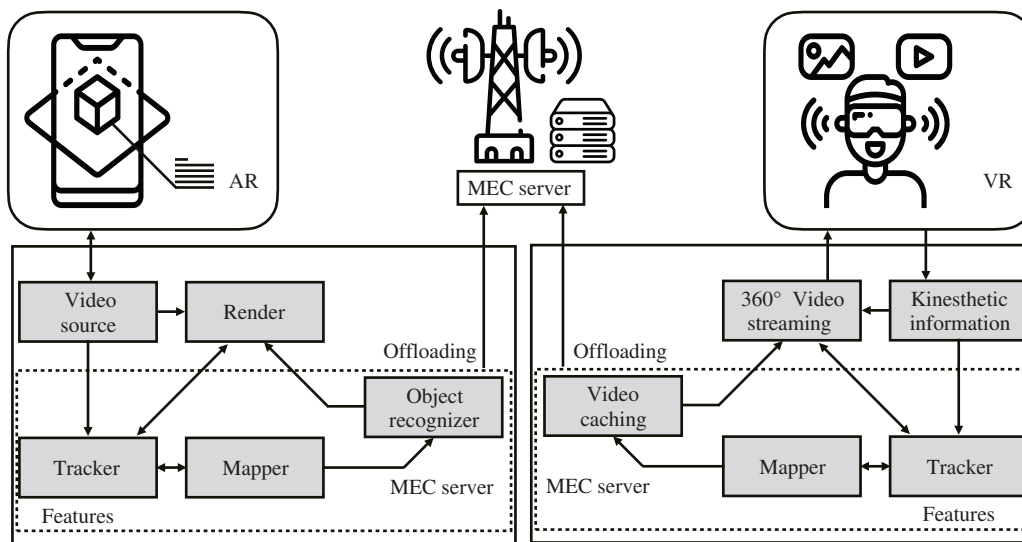 AR
MEC server
VR
Video
source
Render
Offloading
Object
recognizer
Tracker
Mapper
MEC server
Features
360° Video
streaming
Kinesthetic
information
Offloading
Video
caching
Mapper
Tracker
MEC server
Features